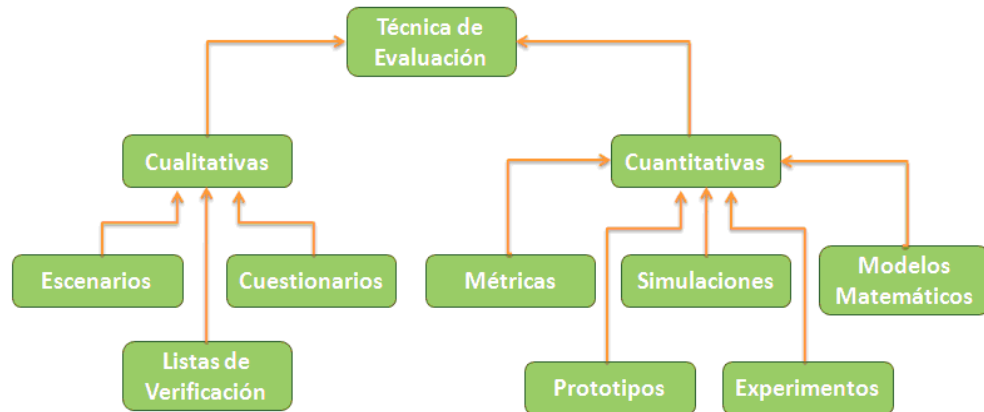 Técnica de
Evaluación
Cualitativas
Cuantitativas
Escenarios
Cuestionarios
Métricas
Simulaciones
Modelos
Matemáticos
Listas de
Verificación
Prototipos
Experimentos